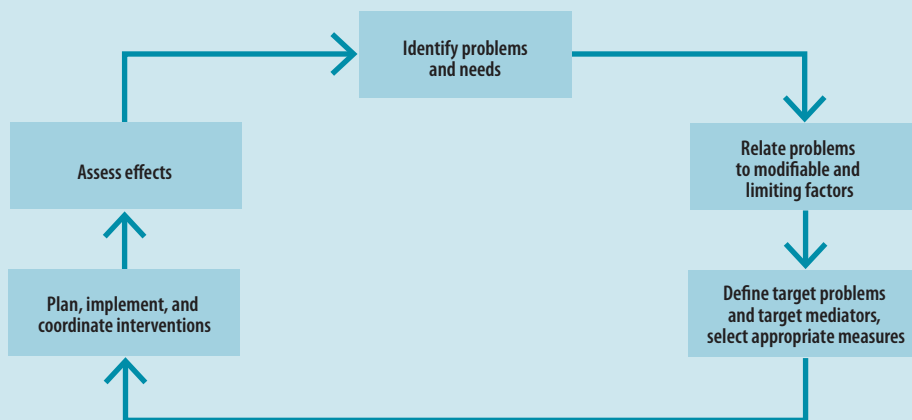 Identify problems
and needs
Relate problems
to modifiable and
limiting factors
Define target problems
and target mediators,
select appropriate measures
Plan, implement, and
coordinate interventions
Assess effects